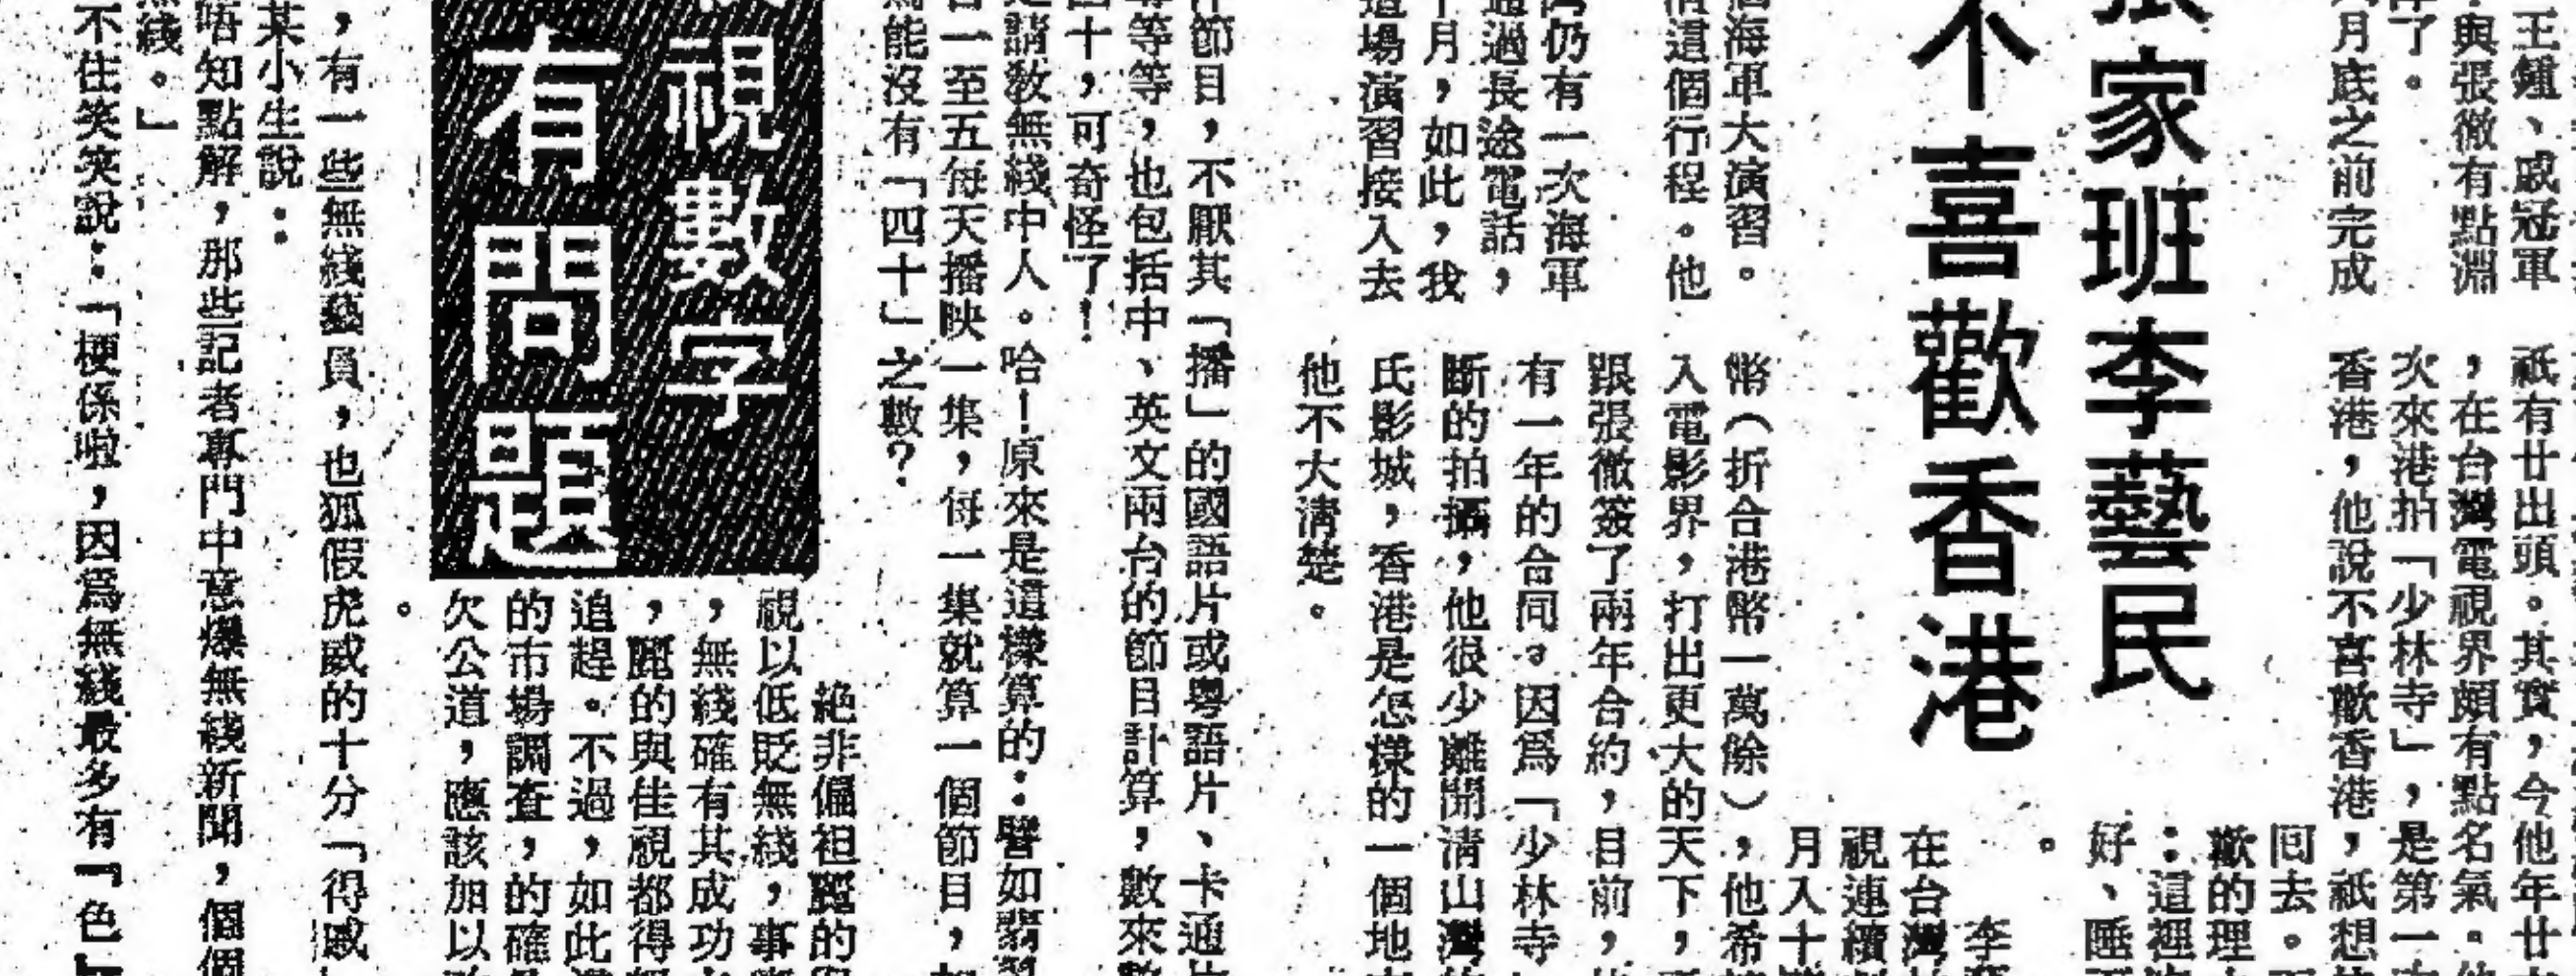 王鍾、戚冠軍
與張徹有點淵
了。
月底之前完成
祇有廿出頭。其實，今他年廿
，在台灣電視界頗有點名氣。
次來港拍「少林寺」，是第一
香港，他說不喜歡香港，祇想
回去。
歡的理
：這裡
好、睡
。
張家班李藝民
不喜歡香港
李
在台灣
視連續
月入十
海軍大演習。
這個行程。他
灣仍有一次海軍
通過長途電話，
月，如此，我
這場演習接入去
幣（折合港幣一萬除），他希
入電影界，打出更大的天下，
跟張徹簽了兩年合約，目前，
有一年的合同。因爲「少林寺
斷的拍攝，他很少離開清山灣
氏影城，香港是怎樣的一個地
他不大清楚。
節目，不厭其「播」的國語片或粵語片、卡通片
等等，也包括中、英文兩台的節目計算，數來數
四十，可奇怪了！
請教無綫中人。哈！原來是這樣算的：譬如翡翠
一至五每天播映一集，每一集就算一個節目，
能沒有「四十」之數？
視數字
有問題
絶非偏袒麗的
視以低貶無綫，事
，無綫確有其成功
，麗的與佳視都得
追趕。不過，如此
的市場調查，的確
欠公道，應該加以
。
，有一些無綫藝員，也狐假虎威的十分「得戚
某小生說：
唔知點解，那些記者專門中意爆無綫新聞，個個
無綫。」
不住笑笑說：「梗係啦，因爲無綫最多有『色』